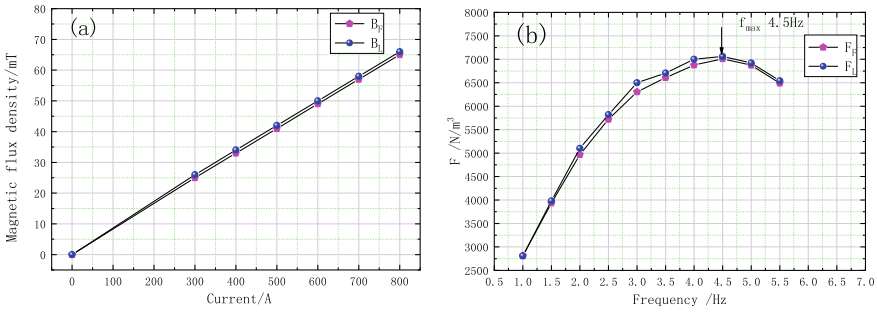 (a)
B_F
B_L
Magnetic flux density/mT
80
70
60
50
40
30
20
10
0
0 100 200 300 400 500 600 700 800
Current/A
(b)
f_max 4.5Hz
F_F
F_L
F /N/m³
8000
7500
7000
6500
6000
5500
5000
4500
4000
3500
3000
2500
0.5 1.0 1.5 2.0 2.5 3.0 3.5 4.0 4.5 5.0 5.5 6.0 6.5 7.0
Frequency /Hz